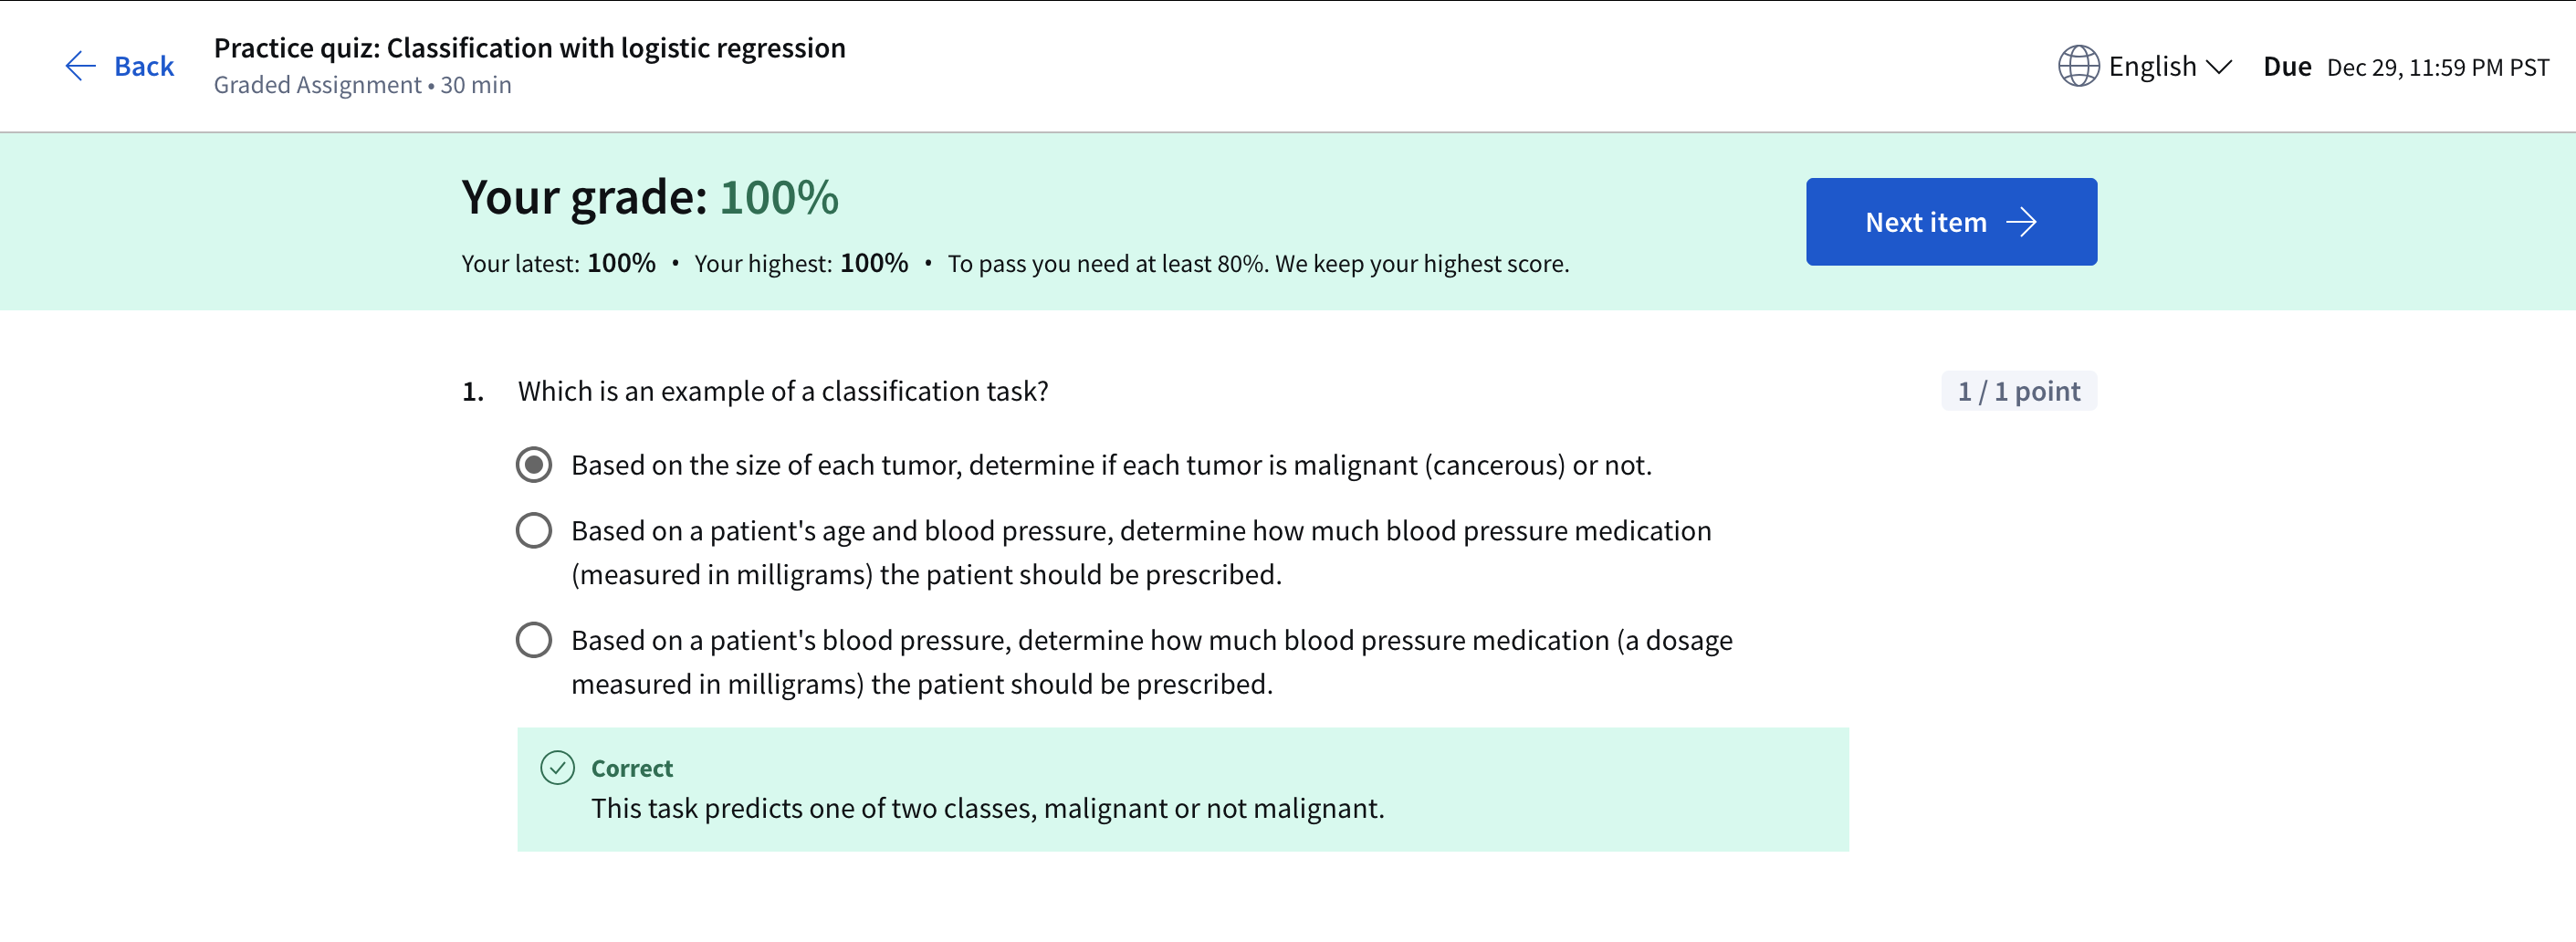 Back
Practice quiz: Classification with logistic regression
Graded Assignment • 30 min
English
Due Dec 29, 11:59 PM PST
Your grade: 100%
Your latest: 100% • Your highest: 100% • To pass you need at least 80%. We keep your highest score.
Next item
1. Which is an example of a classification task?
1 / 1 point
Based on the size of each tumor, determine if each tumor is malignant (cancerous) or not.
Based on a patient's age and blood pressure, determine how much blood pressure medication
(measured in milligrams) the patient should be prescribed.
Based on a patient's blood pressure, determine how much blood pressure medication (a dosage
measured in milligrams) the patient should be prescribed.
Correct
This task predicts one of two classes, malignant or not malignant.